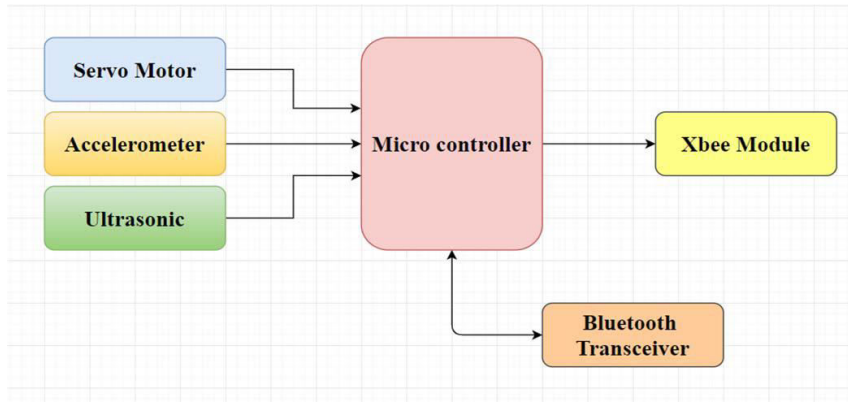 Servo Motor
Accelerometer
Ultrasonic
Micro controller
Xbee Module
Bluetooth
Transceiver